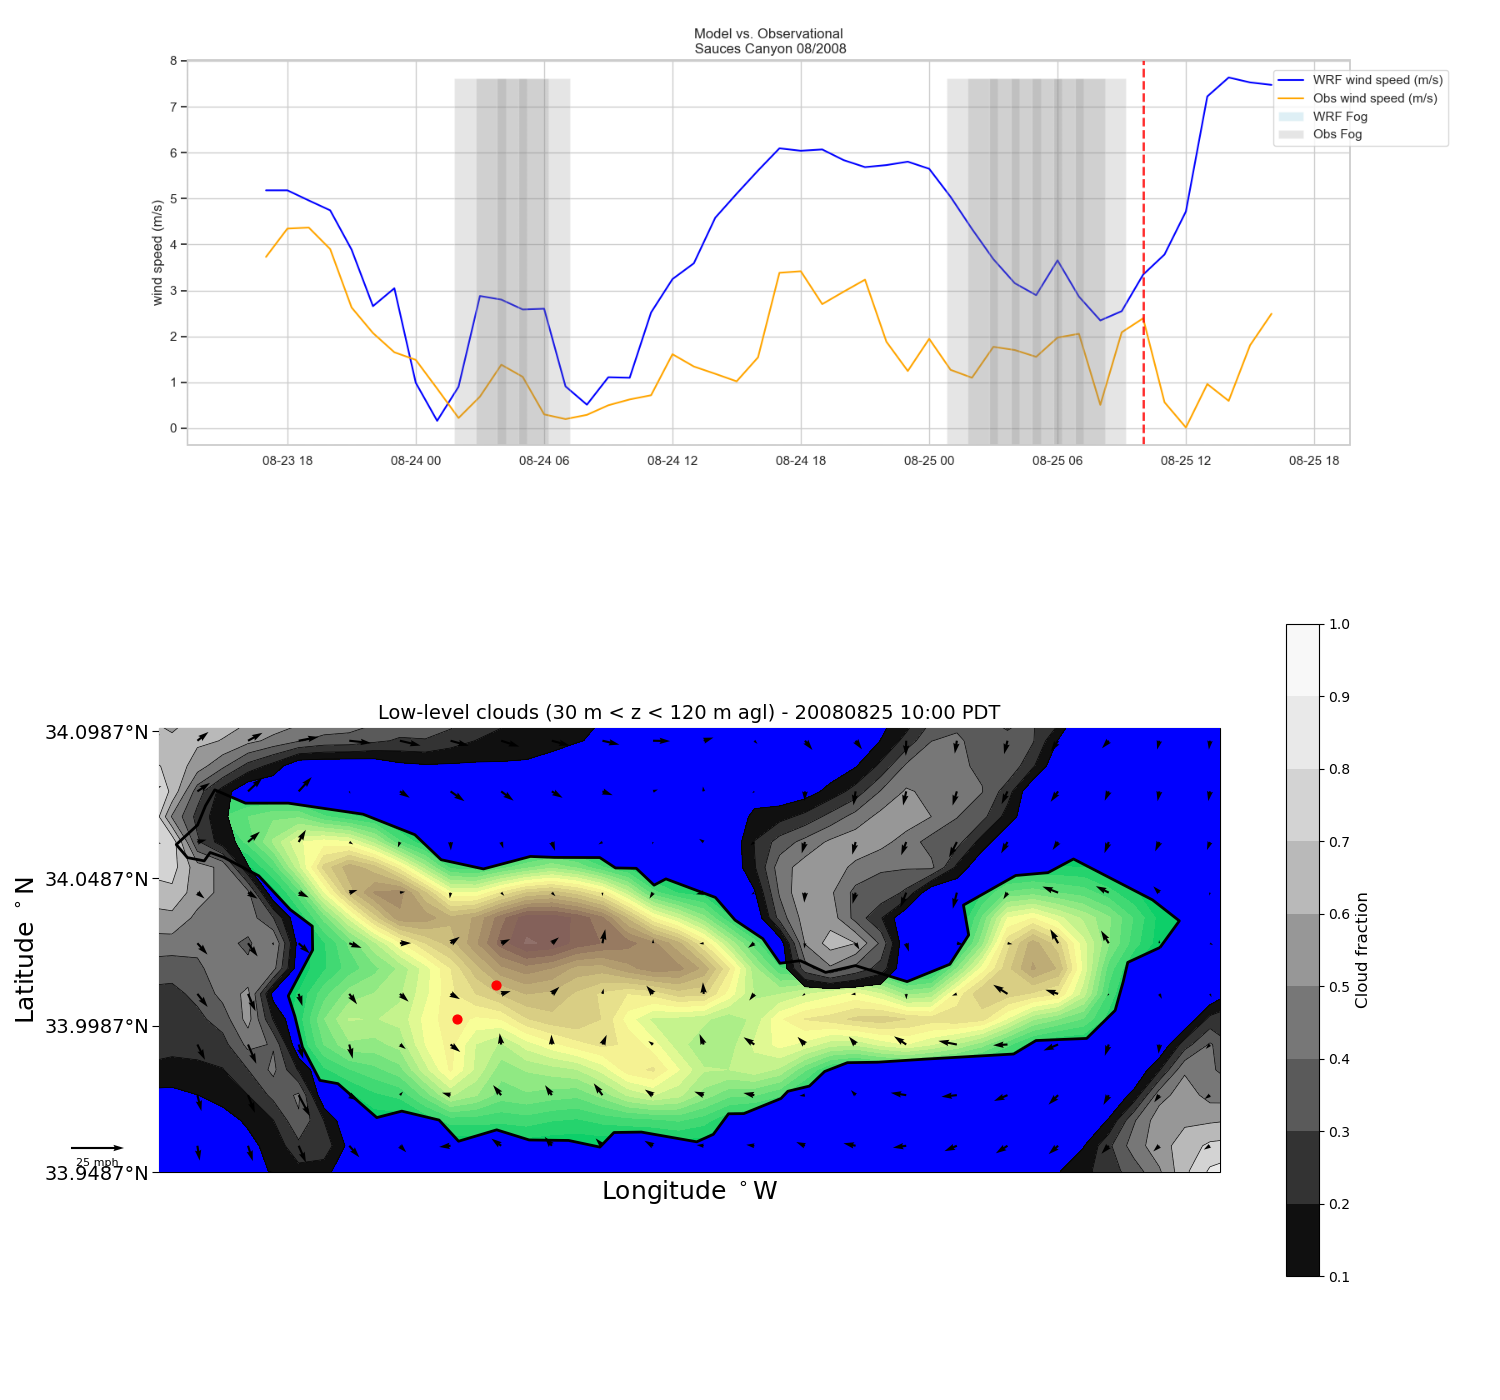 Model vs. Observational
Sauces Canyon 08/2008
8
7
6
5
4
3
2
1
0
wind speed (m/s)
WRF wind speed (m/s)
Obs wind speed (m/s)
WRF Fog
Obs Fog
08-23 18
08-24 00
08-24 06
08-24 12
08-24 18
08-25 00
08-25 06
08-25 12
08-25 18
Low-level clouds (30 m < z < 120 m agl) - 20080825 10:00 PDT
34.0987°N
34.0487°N
33.9987°N
33.9487°N
Latitude °N
25 mph
Longitude °W
1.0
0.9
0.8
0.7
0.6
0.5
0.4
0.3
0.2
0.1
Cloud fraction